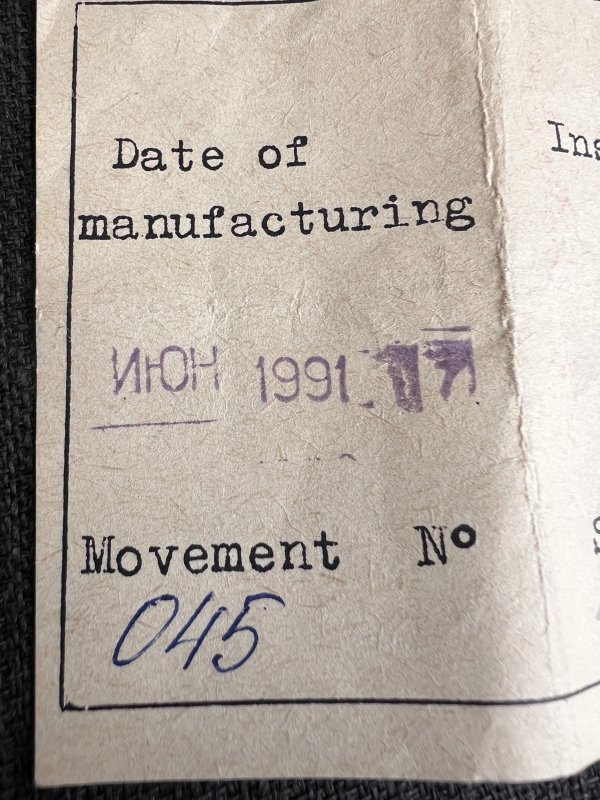 Date of
manufacturing
ИЮН 1991
Movement №
045